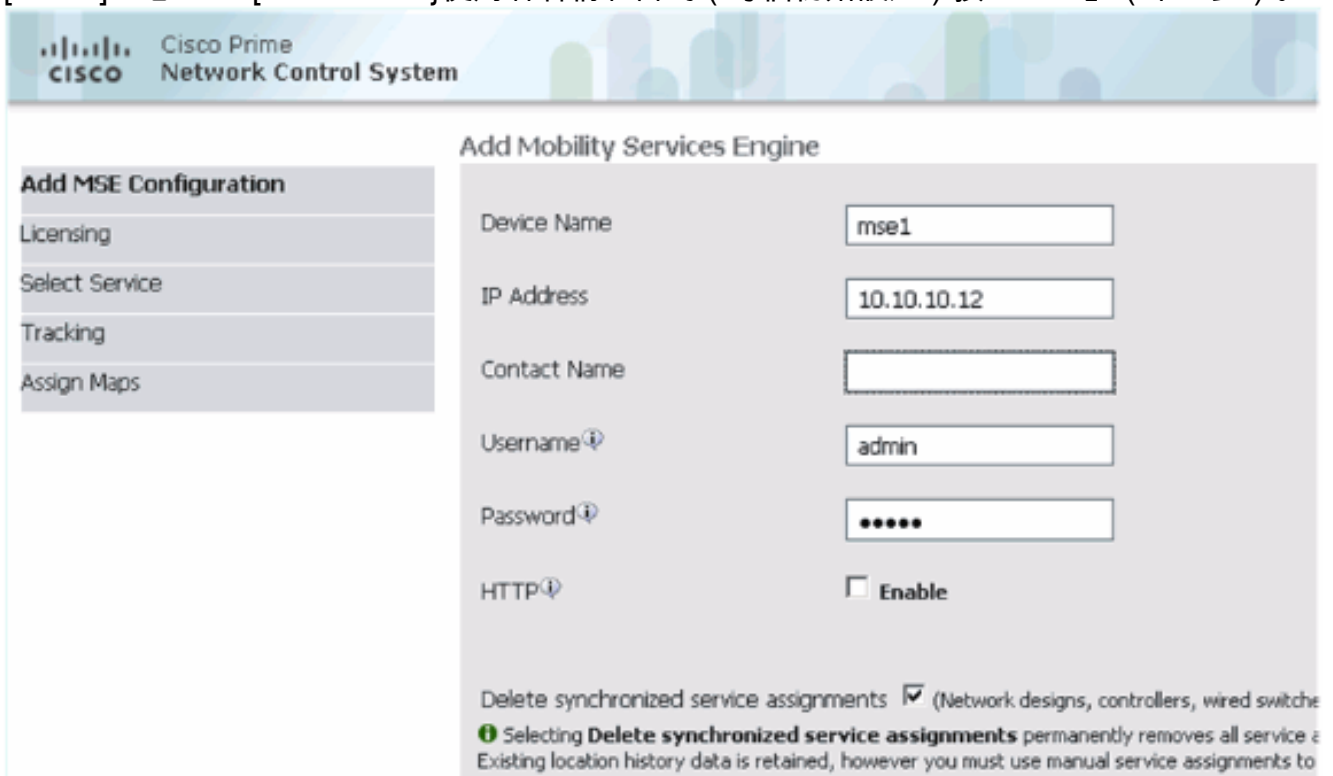 CISCO
Cisco Prime
Network Control System
Add MSE Configuration
Licensing
Select Service
Tracking
Assign Maps
Add Mobility Services Engine
Device Name
mse1
IP Address
10.10.10.12
Contact Name
Username
admin
Password
•••••
HTTP
Enable
Delete synchronized service assignments (Network designs, controllers, wired
Selecting Delete synchronized service assignments permanently removes all service
Existing location history data is retained, however you must use manual service assignments to